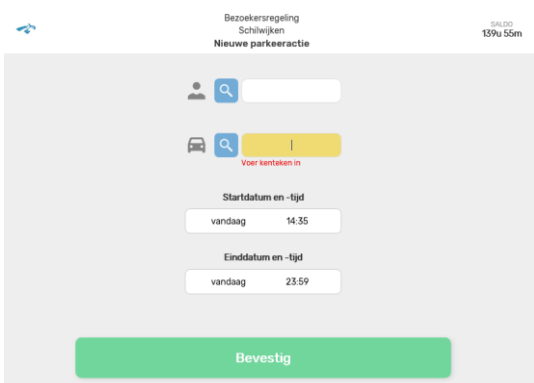 Bezoekersregeling
Schilwijken
Nieuwe parkeeractie
SALDO
139u 55m
Voer kenteken in
Startdatum en -tijd
vandaag 14:35
Einddatum en -tijd
vandaag 23:59
Bevestig